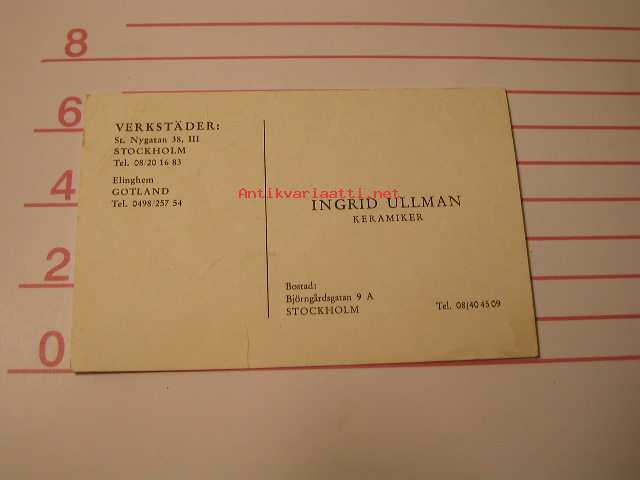 8
6
4
2
0
VERKSTÄDER:
St. Nygatan 38, III
STOCKHOLM
Tel. 08/20 16 83
Elinghem
GOTLAND
Tel. 0498/257 54
Antikvariaatti.net
INGRID ULLMAN
KERAMIKER
Bostad:
Björngårdsgatan 9 A
STOCKHOLM
Tel. 08/40 45 09